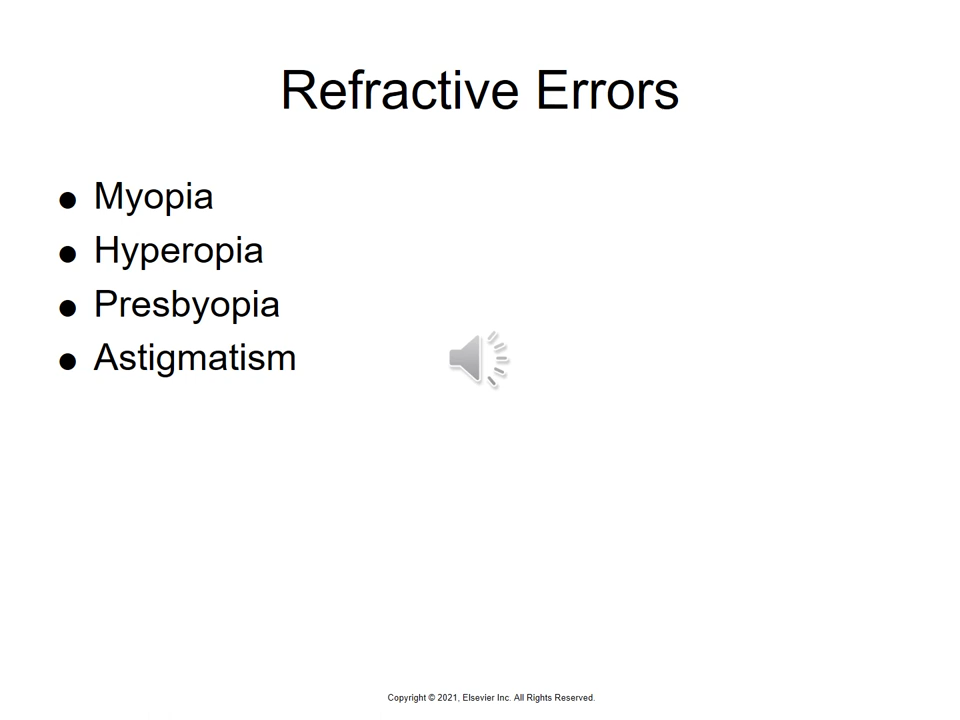 Refractive Errors
● Myopia
● Hyperopia
● Presbyopia
● Astigmatism
Copyright © 2021, Elsevier Inc. All Rights Reserved.